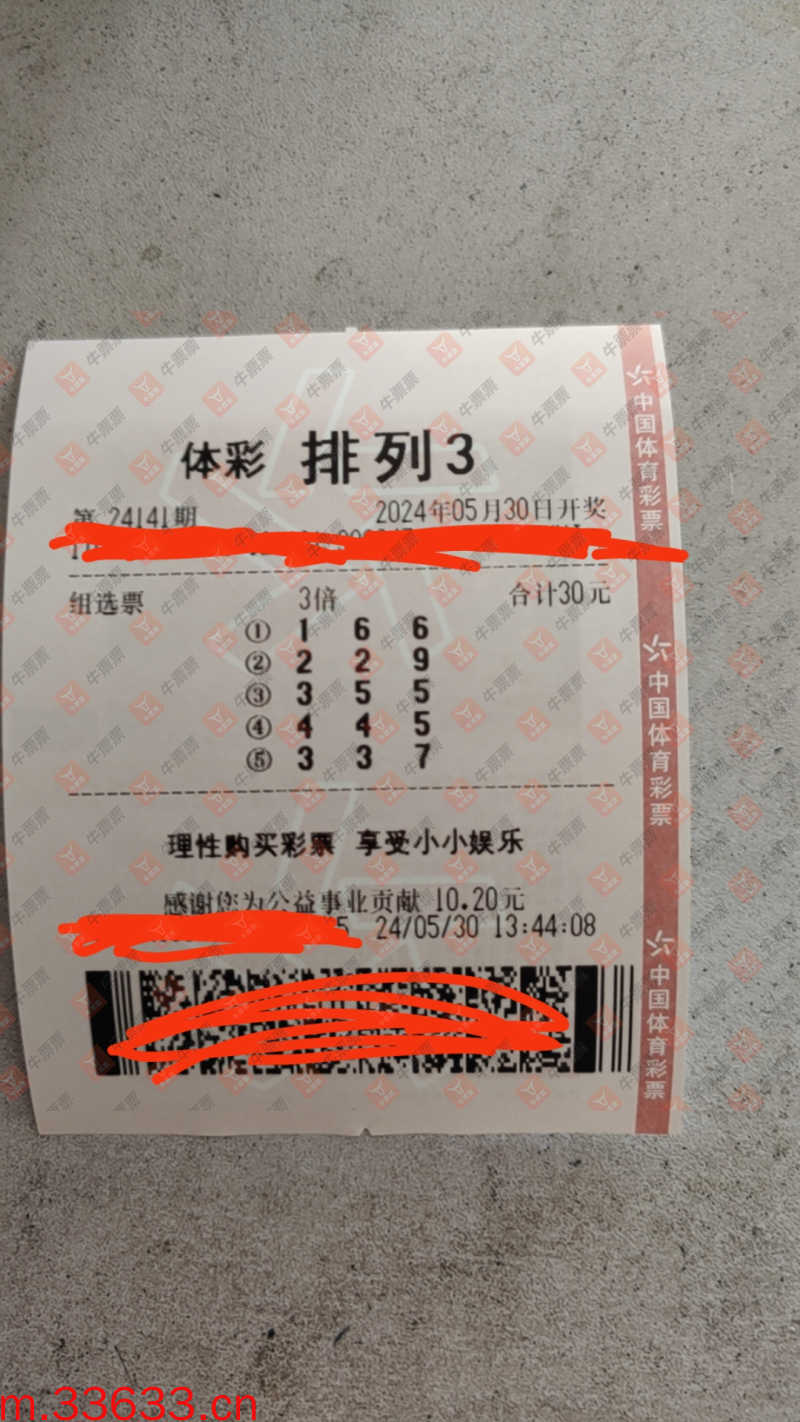 体彩 排列3
第 24141期 2024年05月30日开奖
组选票 3倍 合计30元
① 1 6 6
② 2 2 9
③ 3 5 5
④ 4 4 5
⑤ 3 3 7
理性购买彩票 享受小小娱乐
感谢您为公益事业贡献 10.20元
5 24/05/30 13:44:08
中国体育彩票
中国体育彩票
中国体育彩票
牛票票
m.33633.cn